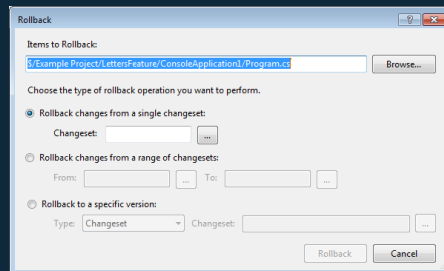 Rollback
Items to Rollback:
$/Example Project/LettersFeature/ConsoleApplication1/Program.cs
Browse...
Choose the type of rollback operation you want to perform.
Rollback changes from a single changeset:
Changeset: ...
Rollback changes from a range of changesets:
From: ... To: ...
Rollback to a specific version:
Type: Changeset Changeset: ...
Rollback Cancel